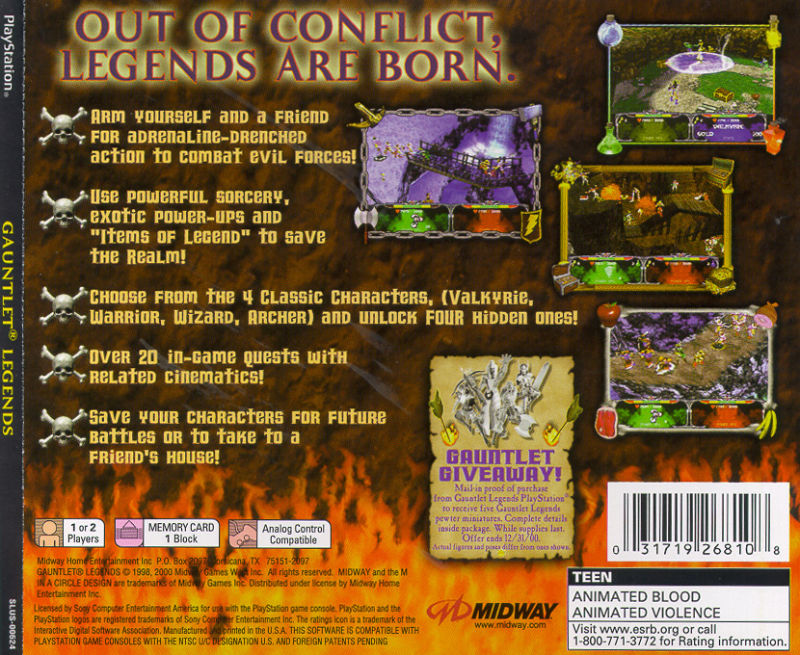 PlayStation®
GAUNTLET® LEGENDS
SLUS-00624
OUT OF CONFLICT,
LEGENDS ARE BORN.
ARM YOURSELF AND A FRIEND
FOR ADRENALINE-DRENCHED
ACTION TO COMBAT EVIL FORCES!
USE POWERFUL SORCERY,
EXOTIC POWER-UPS AND
"ITEMS OF LEGEND" TO SAVE
THE REALM!
CHOOSE FROM THE 4 CLASSIC CHARACTERS, (VALKYRIE,
WARRIOR, WIZARD, ARCHER) AND UNLOCK FOUR HIDDEN ONES!
OVER 20 IN-GAME QUESTS WITH
RELATED CINEMATICS!
SAVE YOUR CHARACTERS FOR FUTURE
BATTLES OR TO TAKE TO A
FRIEND'S HOUSE!
VALKYRIE
GOLD
GAUNTLET
GIVEAWAY!
Mail-in proof of purchase
from Gauntlet Legends PlayStation®
to receive five Gauntlet Legends
pewter miniatures. Complete details
inside package. While supplies last.
Offer ends 12/31/00.
Actual figures and poses differ from ones shown.
1 or 2
Players
MEMORY CARD
1 Block
Analog Control
Compatible
Midway Home Entertainment Inc P.O. Box 2097, Corsicana, TX 75151-2097
GAUNTLET® LEGENDS © 1998, 2000 Midway Games West Inc. All rights reserved. MIDWAY and the M
IN A CIRCLE DESIGN are trademarks of Midway Games Inc. Distributed under license by Midway Home
Entertainment Inc.
Licensed by Sony Computer Entertainment America for use with the PlayStation game console. PlayStation and the
PlayStation logos are registered trademarks of Sony Computer Entertainment Inc. The ratings icon is a trademark of the
Interactive Digital Software Association. Manufactured and printed in the U.S.A. THIS SOFTWARE IS COMPATIBLE WITH
PLAYSTATION GAME CONSOLES WITH THE NTSC U/C DESIGNATION U.S. AND FOREIGN PATENTS PENDING
MIDWAY
www.midway.com
0 31719 26810 8
TEEN
ANIMATED BLOOD
ANIMATED VIOLENCE
Visit www.esrb.org or call
1-800-771-3772 for Rating information.